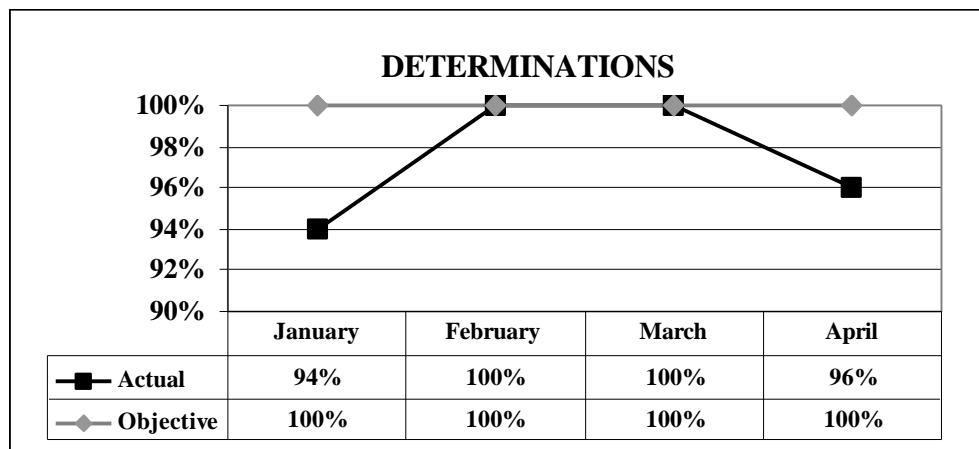 DETERMINATIONS
100%
98%
96%
94%
92%
90%
January February March April
Actual 94% 100% 100% 96%
Objective 100% 100% 100% 100%